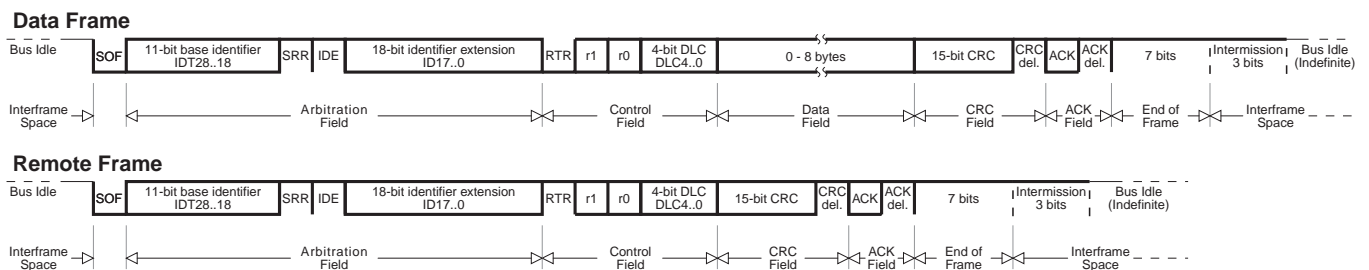 Data Frame
Bus Idle
SOF
11-bit base identifier
IDT28..18
SRR
IDE
18-bit identifier extension
ID17..0
RTR
r1
r0
4-bit DLC
DLC4..0
0 - 8 bytes
15-bit CRC
CRC
del.
ACK
ACK
del.
7 bits
Intermission
3 bits
Bus Idle
(Indefinite)
Interframe
Space
Arbitration
Field
Control
Field
Data
Field
CRC
Field
ACK
Field
End of
Frame
Interframe
Space
Remote Frame
Bus Idle
SOF
11-bit base identifier
IDT28..18
SRR
IDE
18-bit identifier extension
ID17..0
RTR
r1
r0
4-bit DLC
DLC4..0
15-bit CRC
CRC
del.
ACK
ACK
del.
7 bits
Intermission
3 bits
Bus Idle
(Indefinite)
Interframe
Space
Arbitration
Field
Control
Field
CRC
Field
ACK
Field
End of
Frame
Interframe
Space